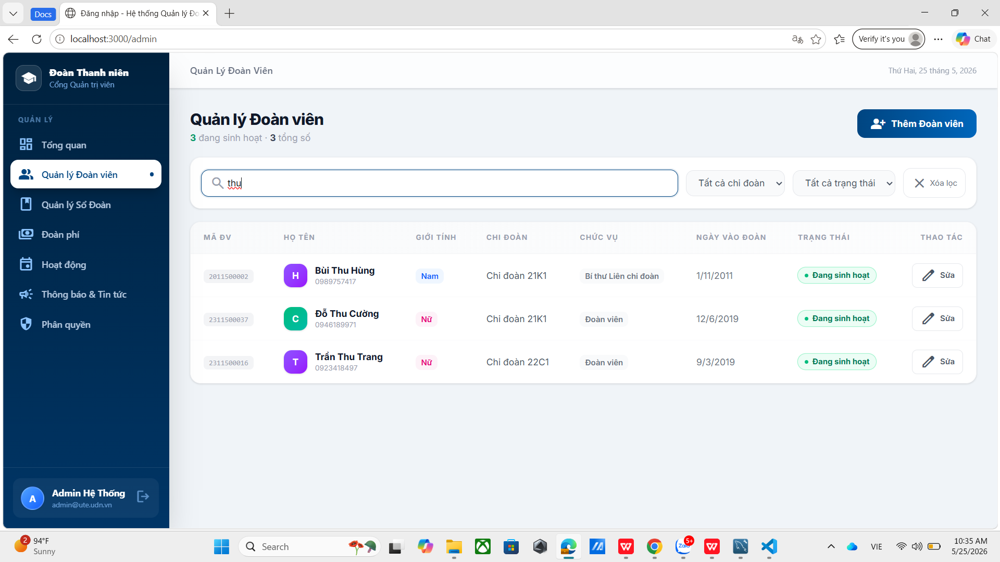 Docs
Đăng nhập - Hệ thống Quản lý Đo
localhost:3000/admin
Verify it's you
Chat
Đoàn Thanh niên
Cổng Quản trị viên
Quản Lý Đoàn Viên
Thứ Hai, 25 tháng 5, 2026
QUẢN LÝ
Tổng quan
Quản lý Đoàn viên
Quản lý Sổ Đoàn
Đoàn phí
Hoạt động
Thông báo & Tin tức
Phân quyền
Quản lý Đoàn viên
3 đang sinh hoạt · 3 tổng số
Thêm Đoàn viên
thu
Tất cả chi đoàn
Tất cả trạng thái
Xóa lọc
MÃ ĐV HỌ TÊN GIỚI TÍNH CHI ĐOÀN CHỨC VỤ NGÀY VÀO ĐOÀN TRẠNG THÁI THAO TÁC
2011500002 H Bùi Thu Hùng Nam Chi đoàn 21K1 Bí thư Liên chi đoàn 1/11/2011 Đang sinh hoạt Sửa
0989757417
2311500037 C Đỗ Thu Cường Nữ Chi đoàn 21K1 Đoàn viên 12/6/2019 Đang sinh hoạt Sửa
0946189971
2311500016 T Trần Thu Trang Nữ Chi đoàn 22C1 Đoàn viên 9/3/2019 Đang sinh hoạt Sửa
0923418497
A
Admin Hệ Thống
admin@ute.udn.vn
2
94°F
Sunny
Search
Zalo
5+
VIE
10:35 AM
5/25/2026